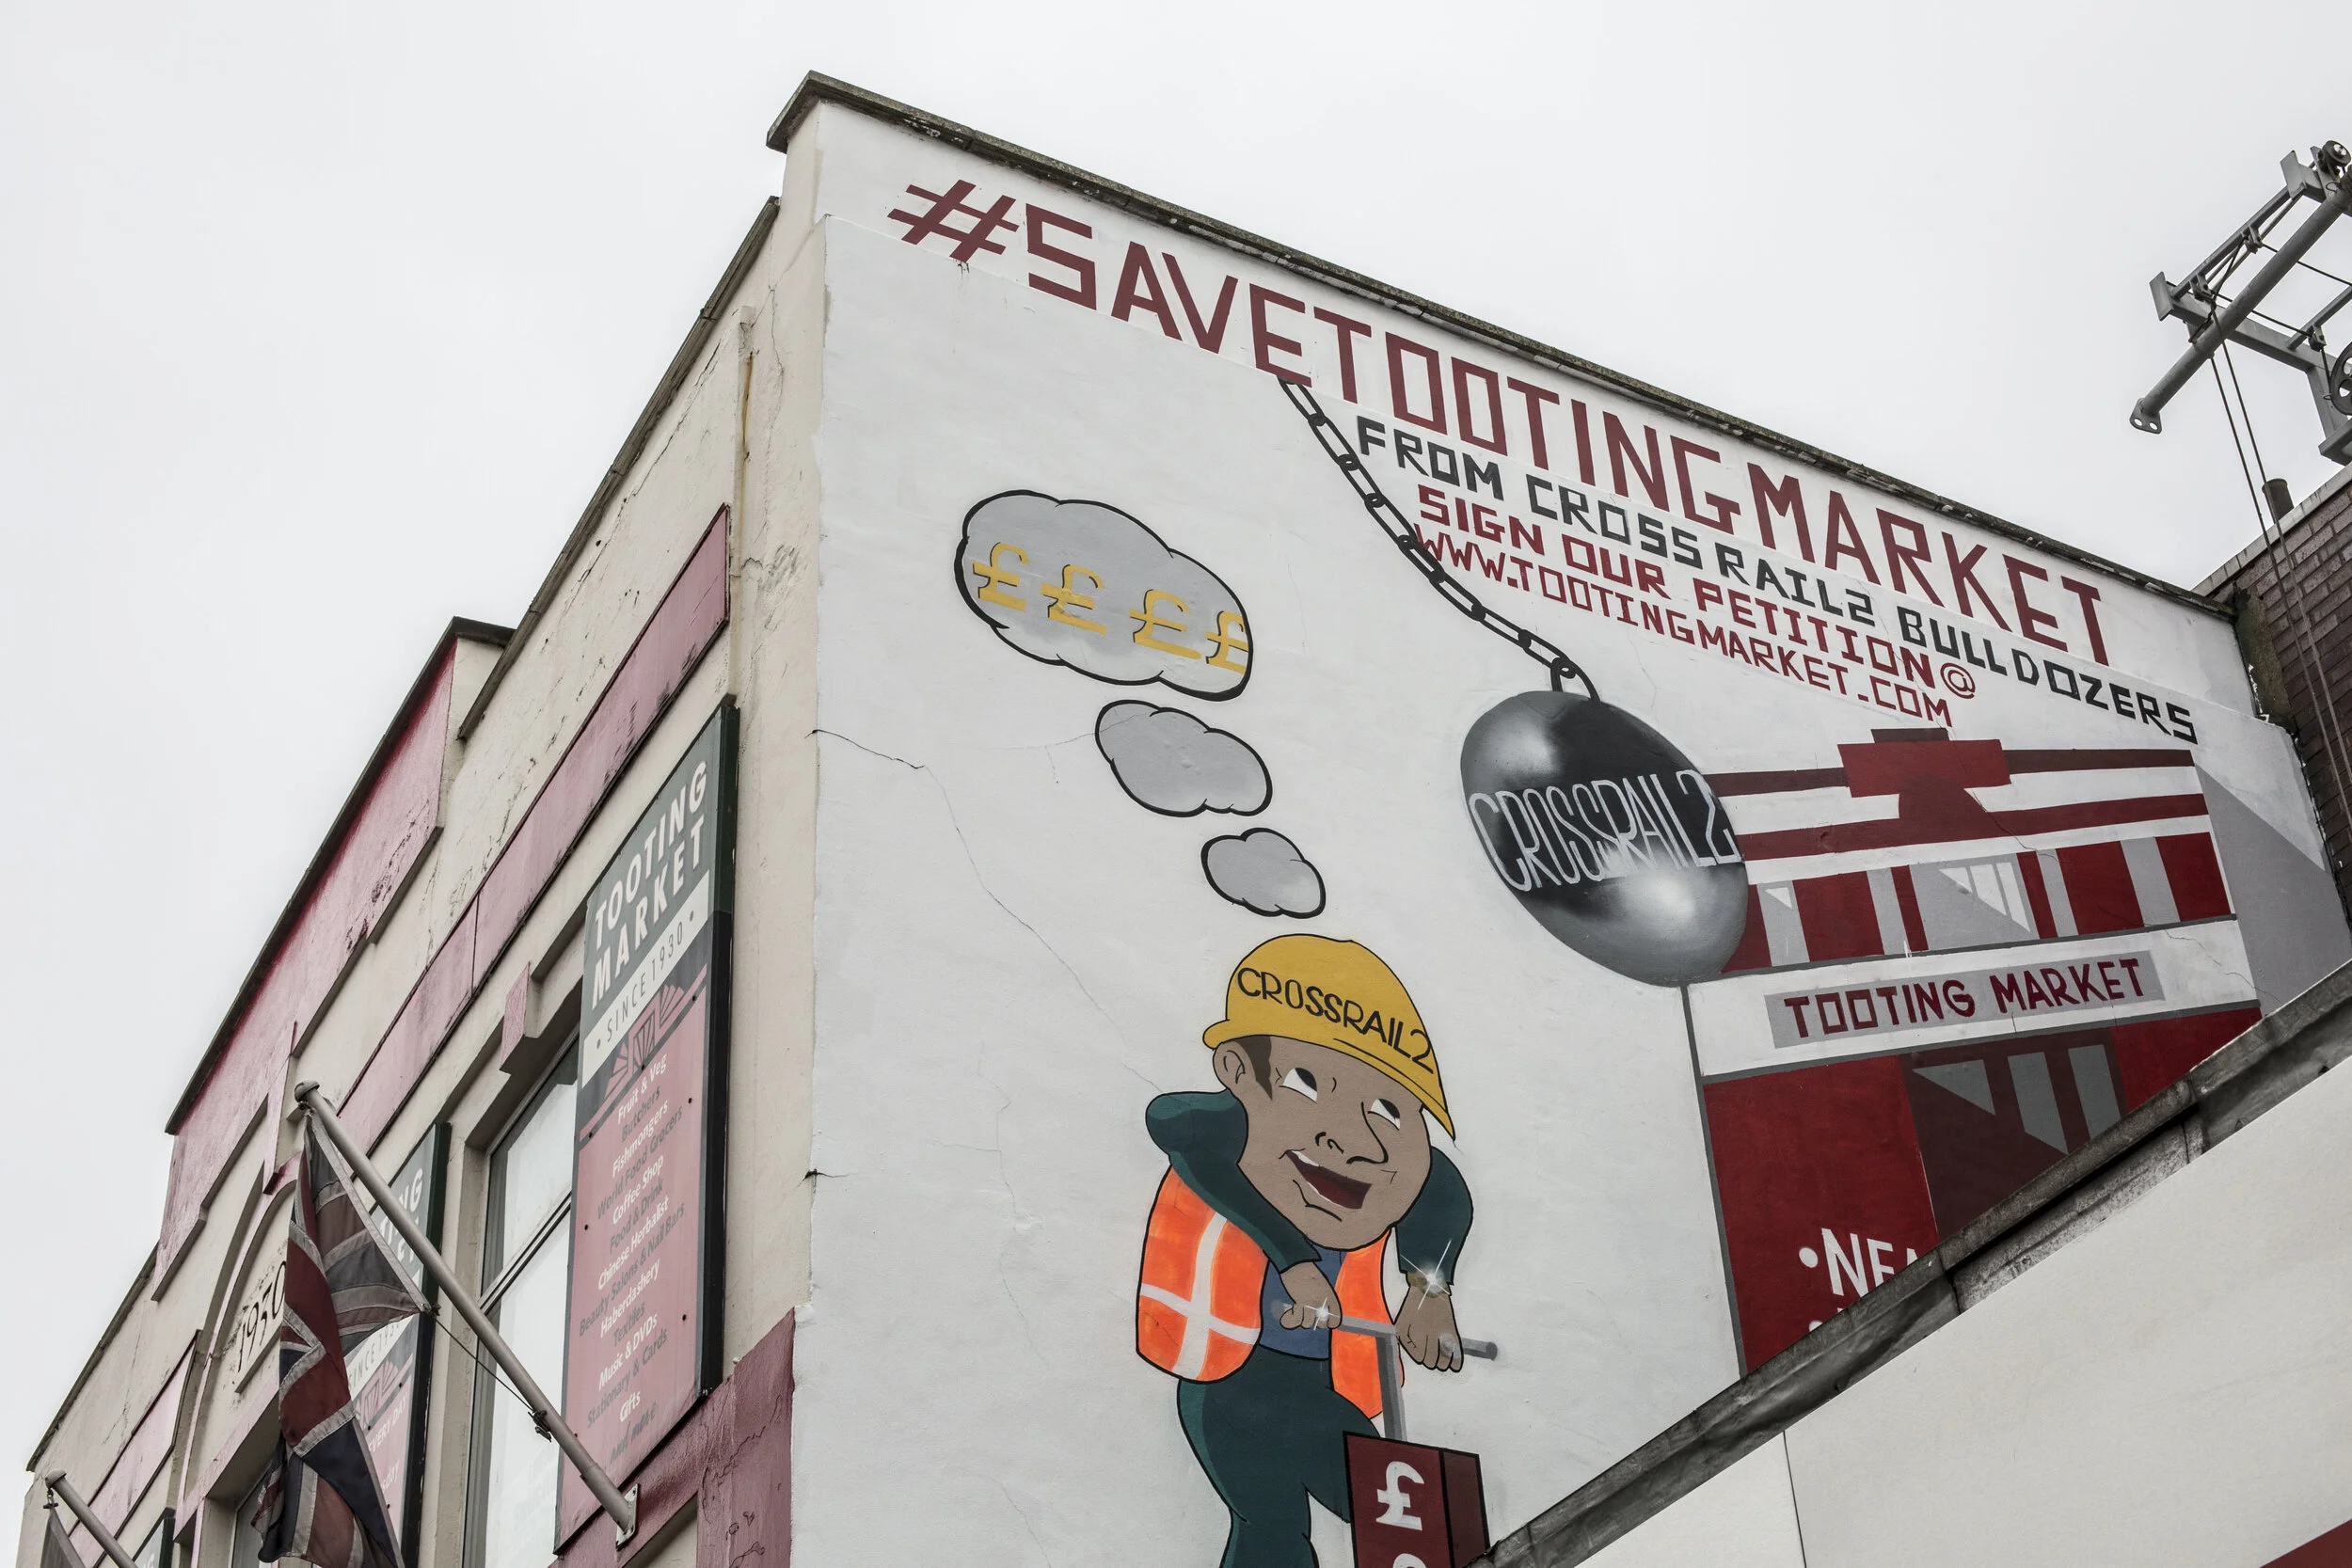 #SAVETOOTINGMARKET
FROM CROSSRAIL2 BULLDOZERS
SIGN OUR PETITION@
WWW.TOOTINGMARKET.COM
££££
CROSSRAIL2
CROSSRAIL2
TOOTING MARKET
£
TOOTING
MARKET
• SINCE 1930 •
Fruit & Veg
Butchers
Fishmongers
World Food Grocers
Coffee Shop
Food & Drink
Chinese Herbalist
Beauty Salons & Nail Bars
Haberdashery
Textiles
Music & DVDs
Stationary & Cards
Gifts
1930